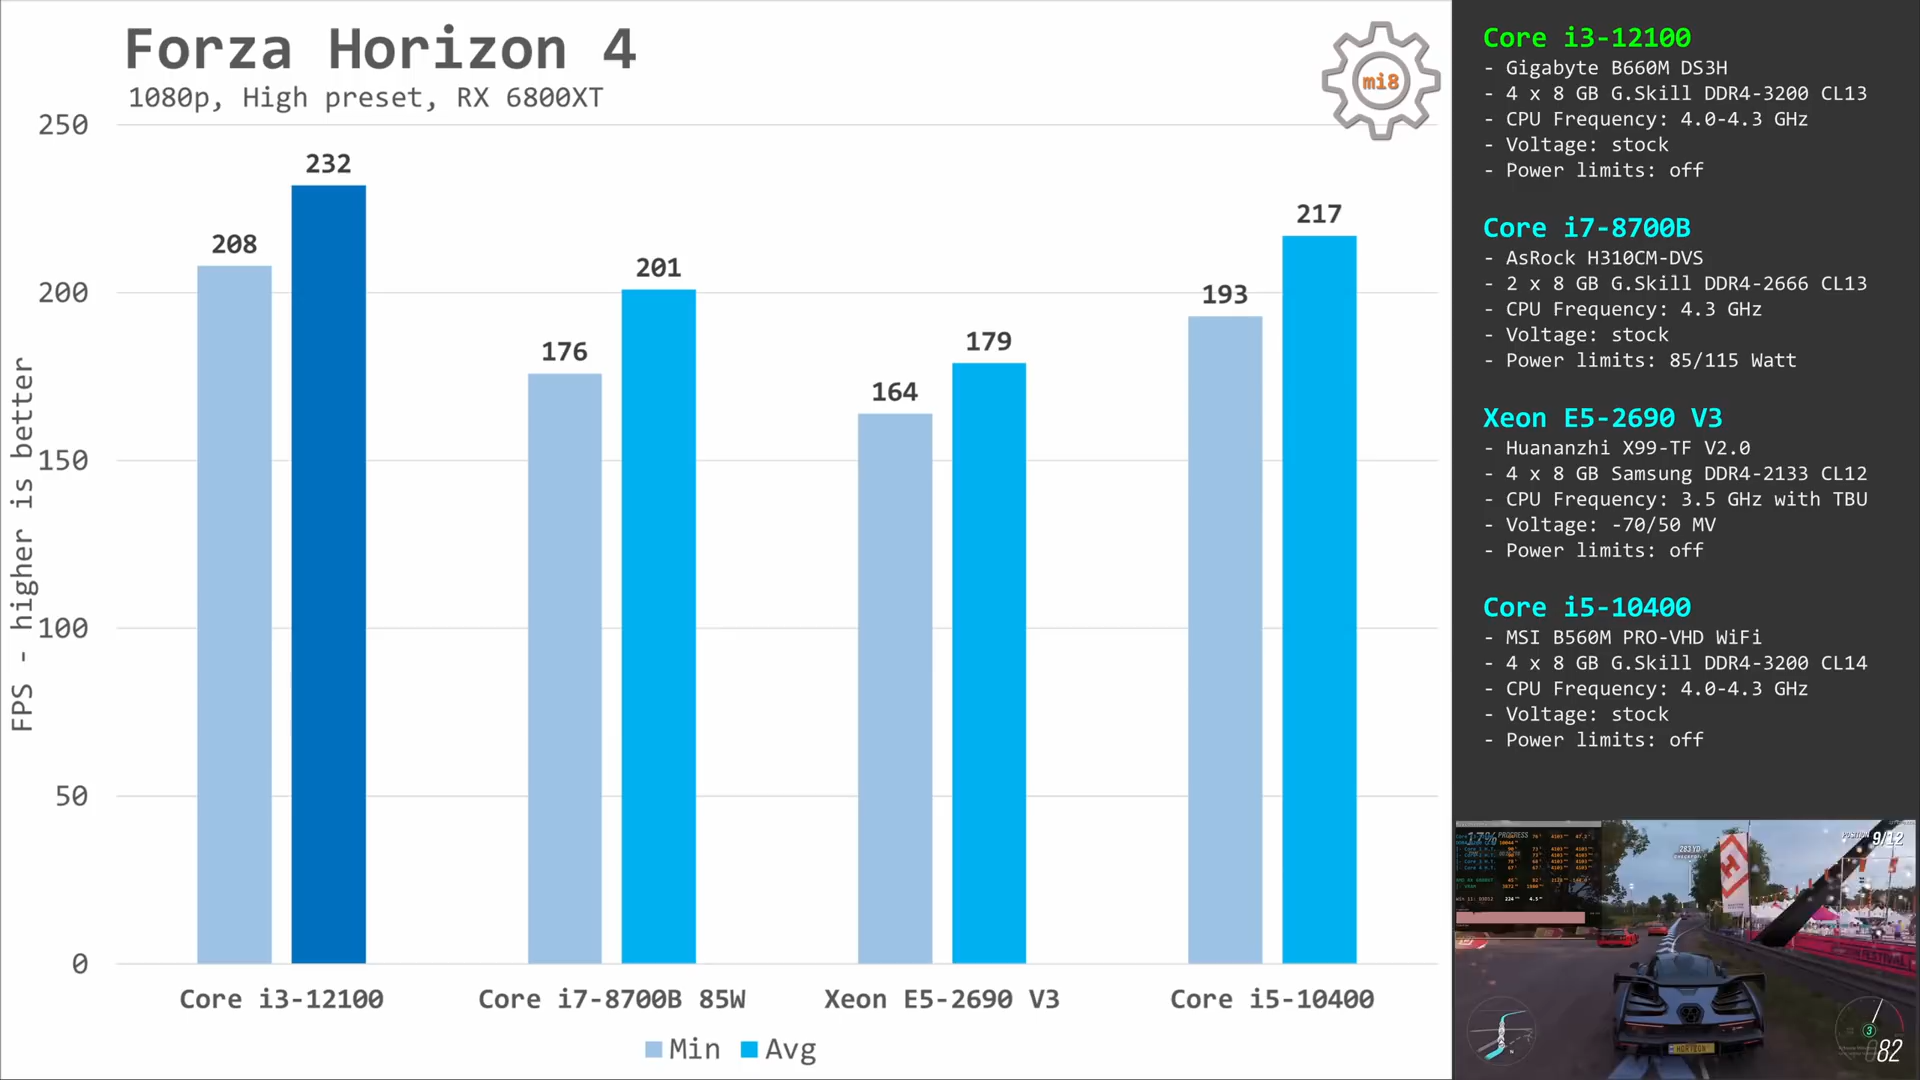 Forza Horizon 4
1080p, High preset, RX 6800XT
mi8
FPS - higher is better
250
200
150
100
50
0
208
232
176
201
164
179
193
217
Core i3-12100
Core i7-8700B 85W
Xeon E5-2690 V3
Core i5-10400
Min
Avg
Core i3-12100
- Gigabyte B660M DS3H
- 4 x 8 GB G.Skill DDR4-3200 CL13
- CPU Frequency: 4.0-4.3 GHz
- Voltage: stock
- Power limits: off
Core i7-8700B
- AsRock H310CM-DVS
- 2 x 8 GB G.Skill DDR4-2666 CL13
- CPU Frequency: 4.3 GHz
- Voltage: stock
- Power limits: 85/115 Watt
Xeon E5-2690 V3
- Huananzhi X99-TF V2.0
- 4 x 8 GB Samsung DDR4-2133 CL12
- CPU Frequency: 3.5 GHz with TBU
- Voltage: -70/50 MV
- Power limits: off
Core i5-10400
- MSI B560M PRO-VHD WiFi
- 4 x 8 GB G.Skill DDR4-3200 CL14
- CPU Frequency: 4.0-4.3 GHz
- Voltage: stock
- Power limits: off
17% PROGRESS
POSITION 9/12
HORIZON
3
82